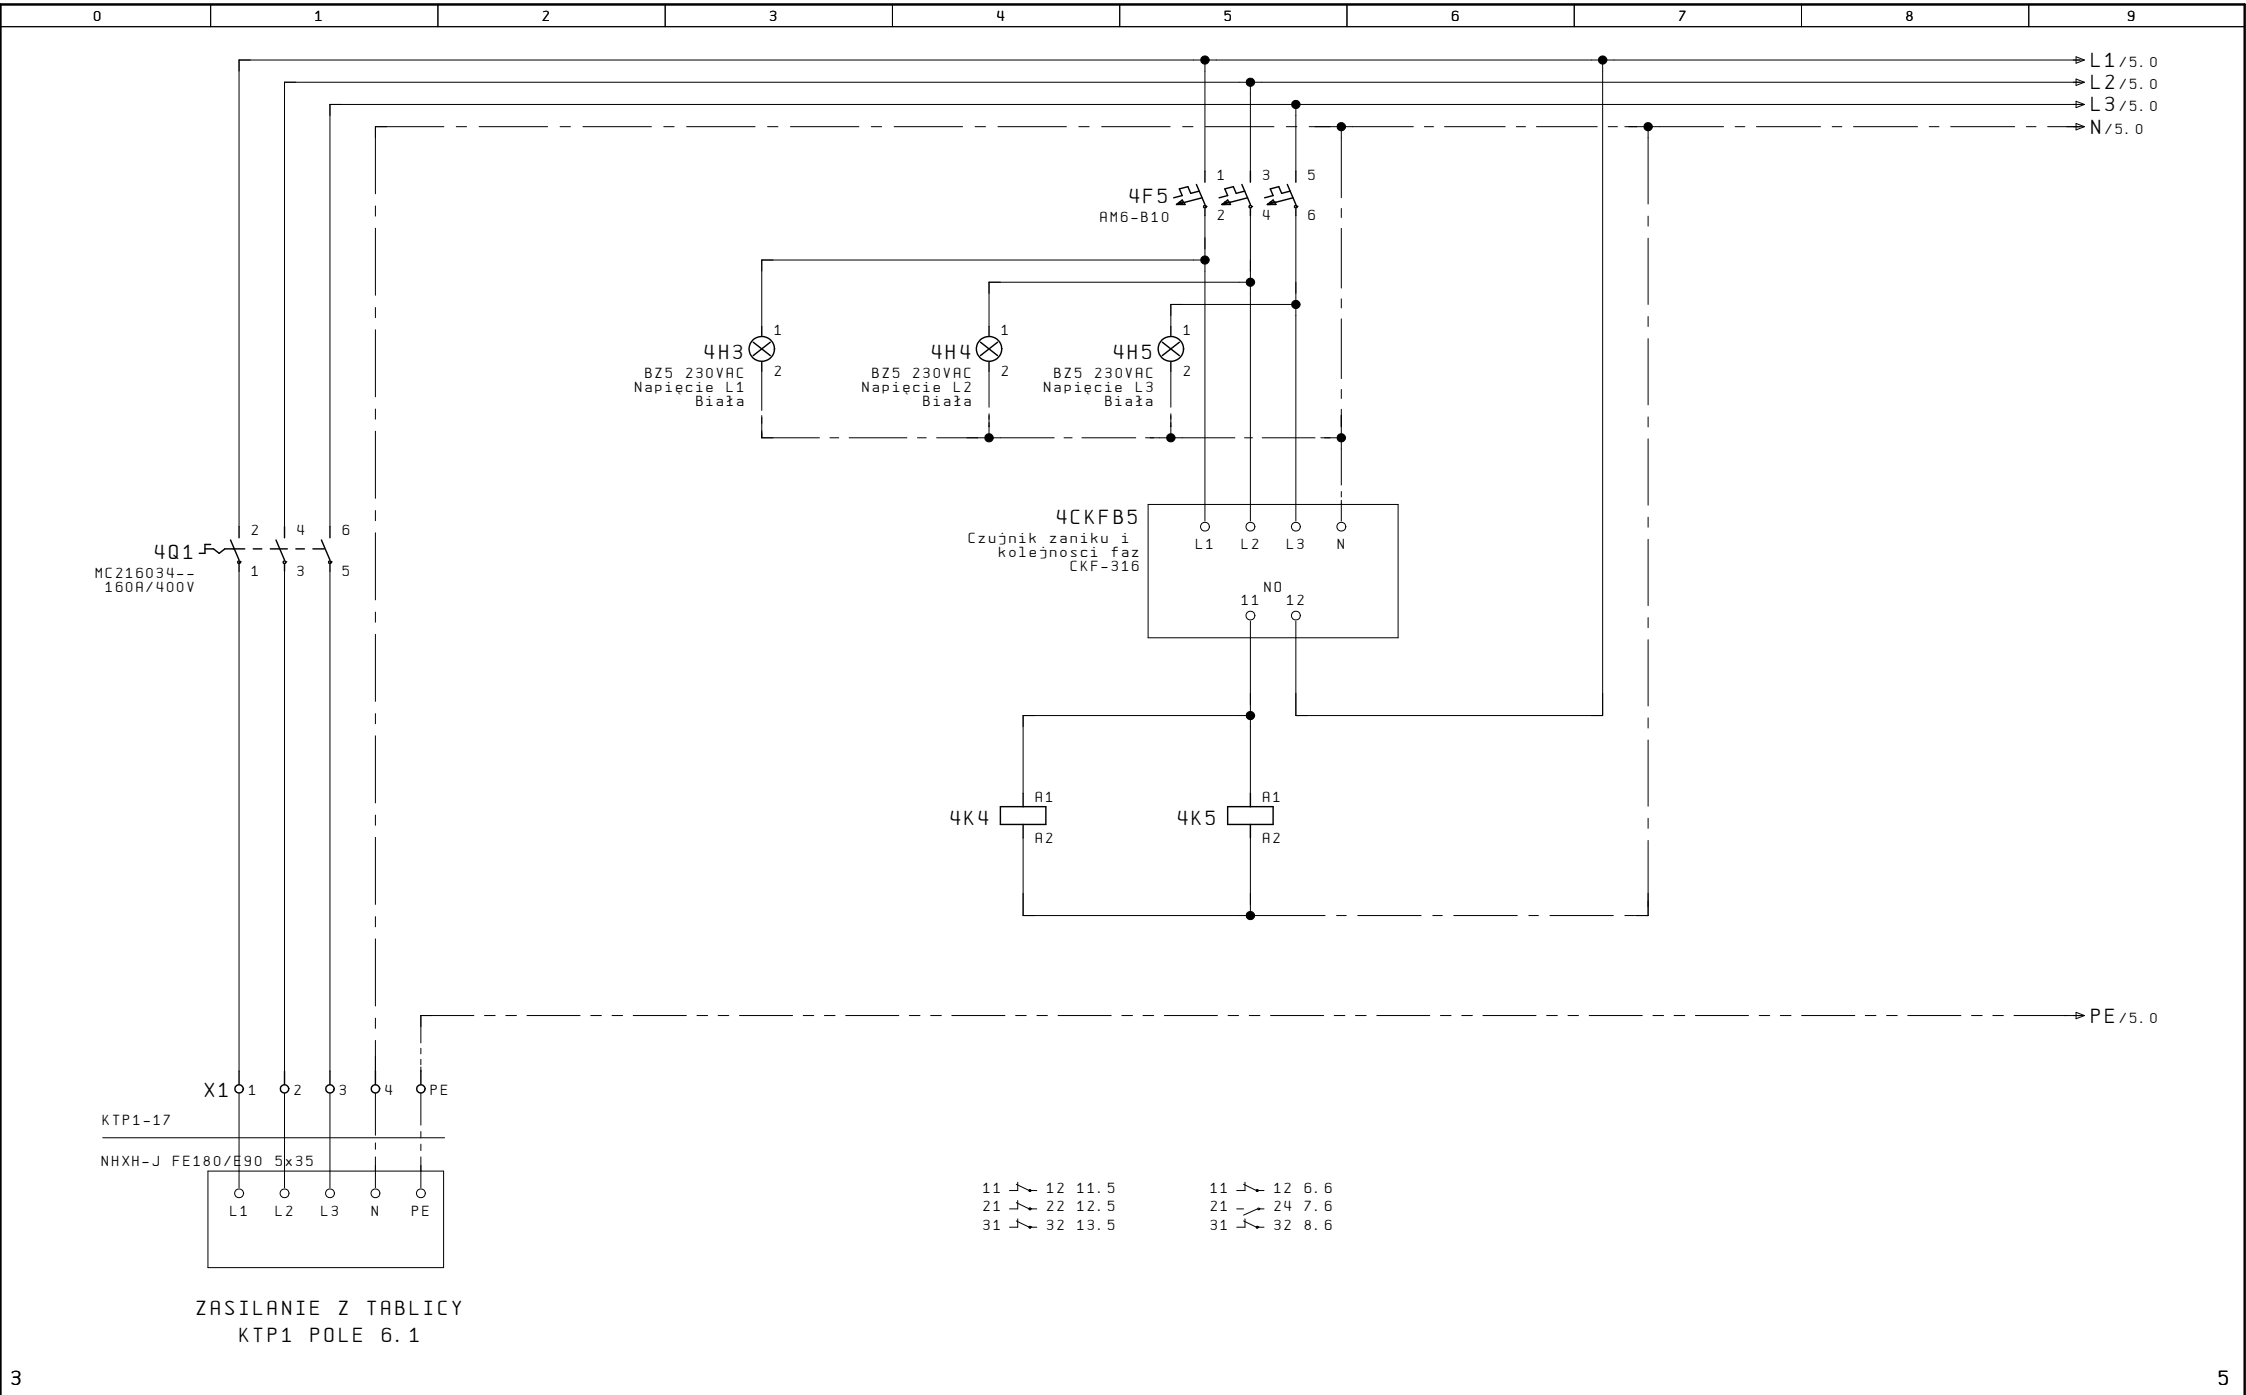 0 1 2 3 4 5 6 7 8 9
L1/5.0
L2/5.0
L3/5.0
N/5.0
1 3 5
4F5
AM6-B10
2 4 6
1 1 1
4H3 4H4 4H5
2 2 2
BZ5 230VAC BZ5 230VAC BZ5 230VAC
Napięcie L1 Napięcie L2 Napięcie L3
Biała Biała Biała
4CKFB5
Czujnik zaniku i
kolejnosci faz
CKF-316
L1 L2 L3 N
NO
11 12
2 4 6
4Q1
1 3 5
MC216034--
160A/400V
A1 A1
4K4 4K5
A2 A2
PE/5.0
X1 1 2 3 4 PE
KTP1-17
NHXH-J FE180/E90 5x35
L1 L2 L3 N PE
11 12 11.5 11 12 6.6
21 22 12.5 21 24 7.6
31 32 13.5 31 32 8.6
ZASILANIE Z TABLICY
KTP1 POLE 6.1
3 5